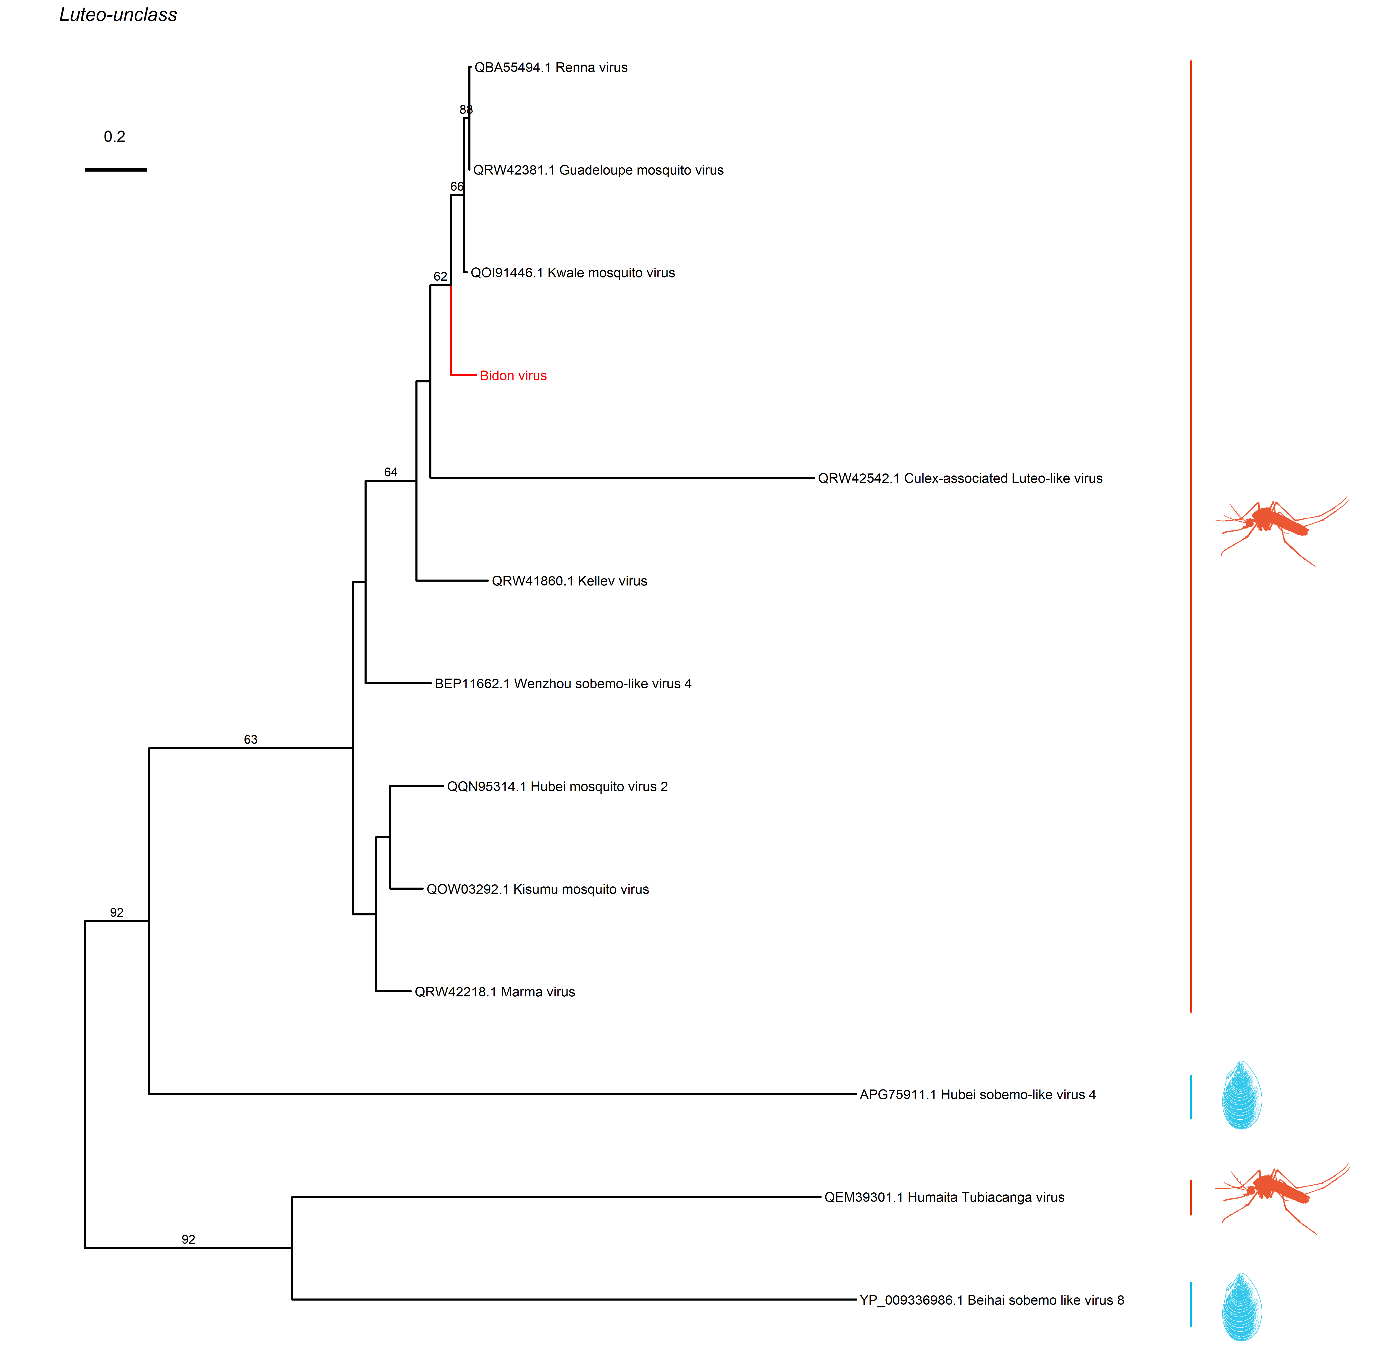 Luteo-unclass
QBA55494.1 Renna virus
88
0.2
QRW42381.1 Guadeloupe mosquito virus
66
QOI91446.1 Kwale mosquito virus
62
Bidon virus
64
QRW42542.1 Culex-associated Luteo-like virus
QRW41860.1 Kellev virus
BEP11662.1 Wenzhou sobemo-like virus 4
63
QQN95314.1 Hubei mosquito virus 2
QOW03292.1 Kisumu mosquito virus
92
QRW42218.1 Marma virus
APG75911.1 Hubei sobemo-like virus 4
QEM39301.1 Humaita Tubiacanga virus
92
YP_009336986.1 Beihai sobemo like virus 8